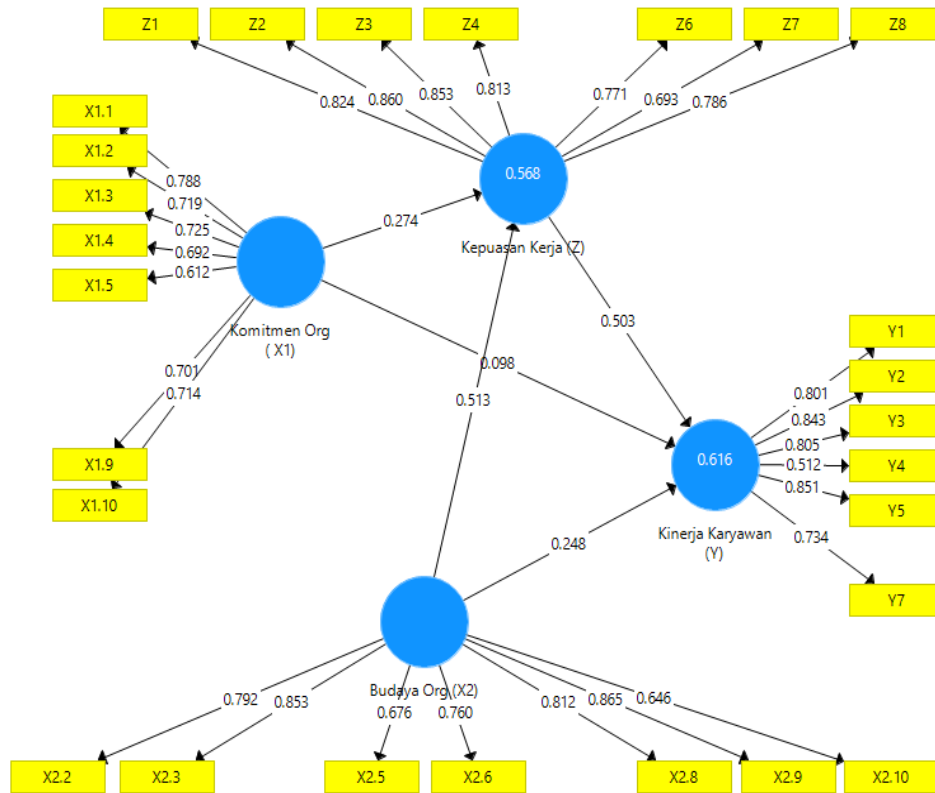 Z1 Z2 Z3 Z4 Z6 Z7 Z8
0.824 0.860 0.853 0.813 0.771 0.693 0.786
X1.1
X1.2
X1.3
X1.4
X1.5
0.788
0.719
0.725
0.692
0.612
0.568
0.274
Kepuasan Kerja (Z)
Komitmen Org
( X1)
0.701
0.714
0.098
0.513
0.503
X1.9
X1.10
Y1
Y2
Y3
Y4
Y5
Y7
0.801
0.843
0.805
0.512
0.851
0.734
0.616
Kinerja Karyawan
(Y)
0.248
Budaya Org (X2)
0.792 0.853 0.676 0.760 0.812 0.865 0.646
X2.2 X2.3 X2.5 X2.6 X2.8 X2.9 X2.10